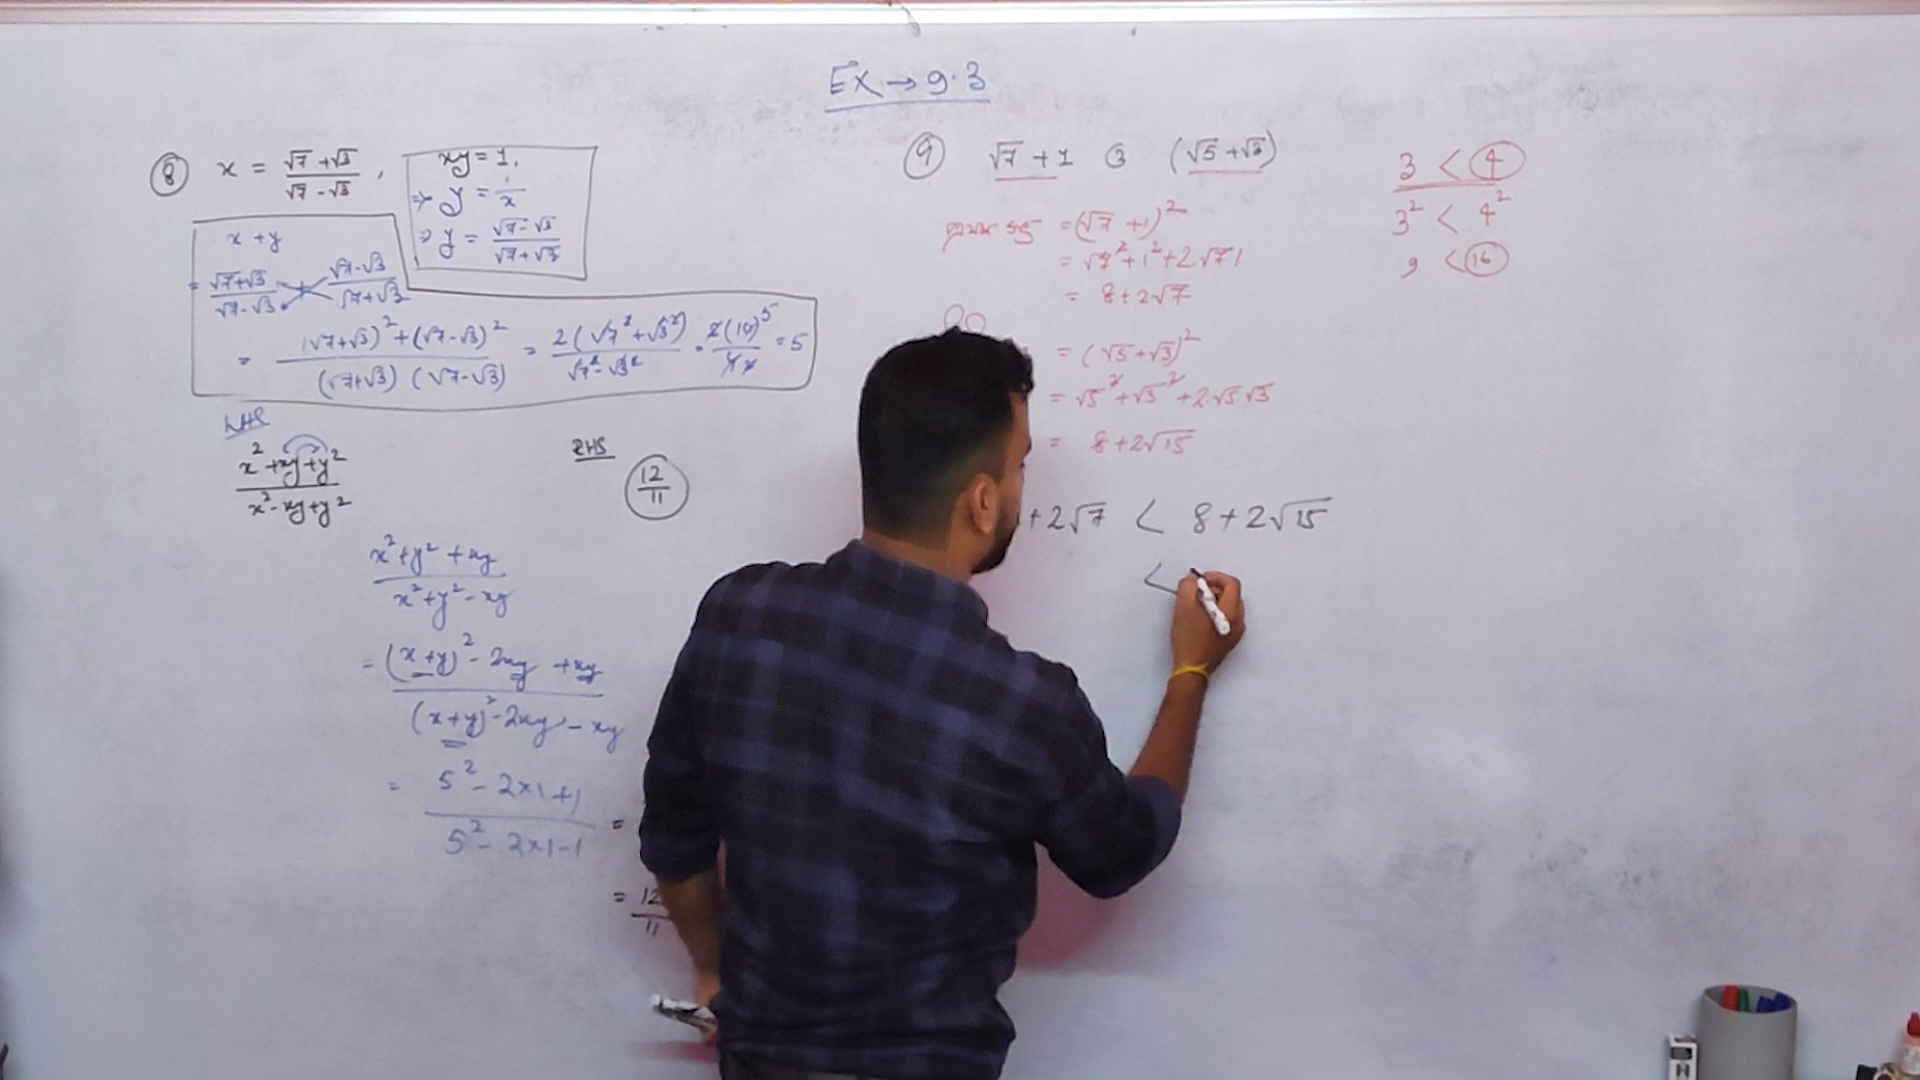 EX → 9.3
⑧ x = (√7+√3)/(√7-√3) ,
xy = 1,
⇒ y = 1/x
⇒ y = (√7-√3)/(√7+√3)
x + y
= (√7+√3)/(√7-√3) + (√7-√3)/(√7+√3)
= ((√7+√3)²+(√7-√3)²)/((√7+√3) (√7-√3)) = 2(√7²+√3²)/(√7²-√3²) = 2(10)5/4x = 5
LHS
(x²+xy+y²)/(x²-xy+y²)
RHS
12/11
(x²+y²+xy)/(x²+y²-xy)
= ((x+y)²-2xy+xy)/((x+y)²-2xy-xy)
= (5²-2×1+1)/(5²-2×1-1) =
= 12/11
⑨ √7+1 ও (√5+√3)
= (√7+1)²
= √7²+1²+2√7 1
= 8+2√7
= (√5+√3)²
= √5²+√3²+2√5√3
= 8+2√15
+2√7 < 8+2√15
<
3 < 4
3² < 4²
9 < 16